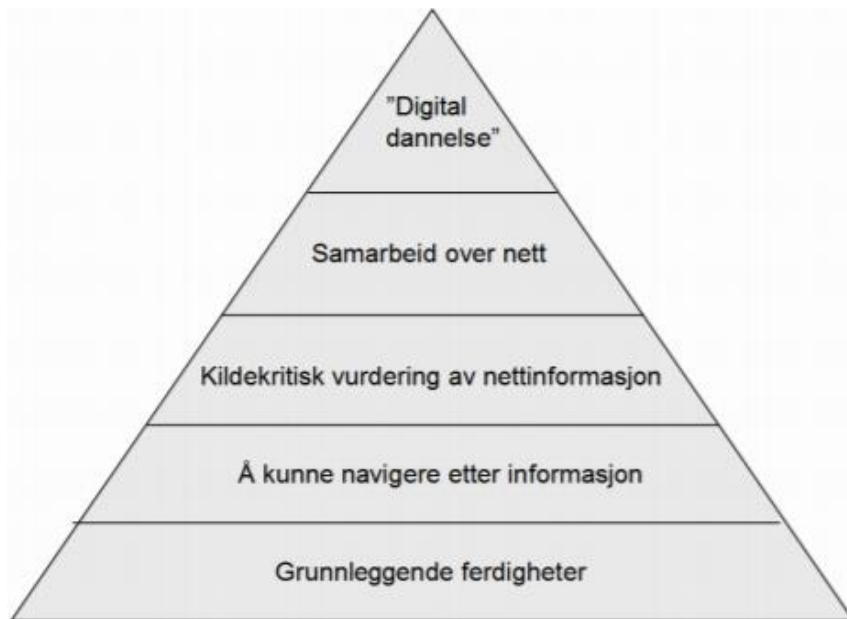 ”Digital
dannelse”
Samarbeid over nett
Kildekritisk vurdering av nettinformasjon
Å kunne navigere etter informasjon
Grunnleggende ferdigheter